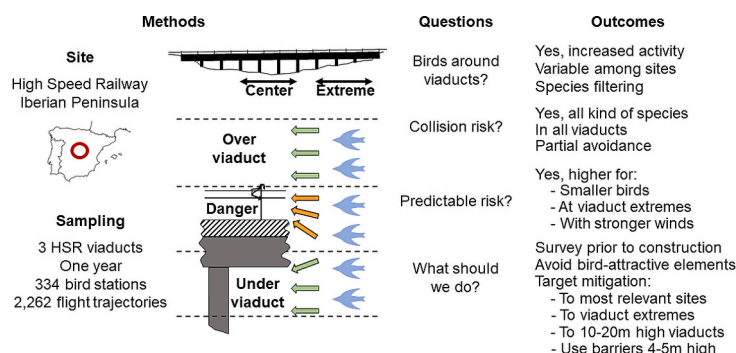 Methods
Site
High Speed Railway
Iberian Peninsula
Sampling
3 HSR viaducts
One year
334 bird stations
2,262 flight trajectories
Center
Extreme
Over
viaduct
Danger
Under
viaduct
Questions
Birds around
viaducts?
Collision risk?
Predictable risk?
What should
we do?
Outcomes
Yes, increased activity
Variable among sites
Species filtering
Yes, all kind of species
In all viaducts
Partial avoidance
Yes, higher for:
- Smaller birds
- At viaduct extremes
- With stronger winds
Survey prior to construction
Avoid bird-attractive elements
Target mitigation:
- To most relevant sites
- To viaduct extremes
- To 10-20m high viaducts
- Use barriers 4-5m high